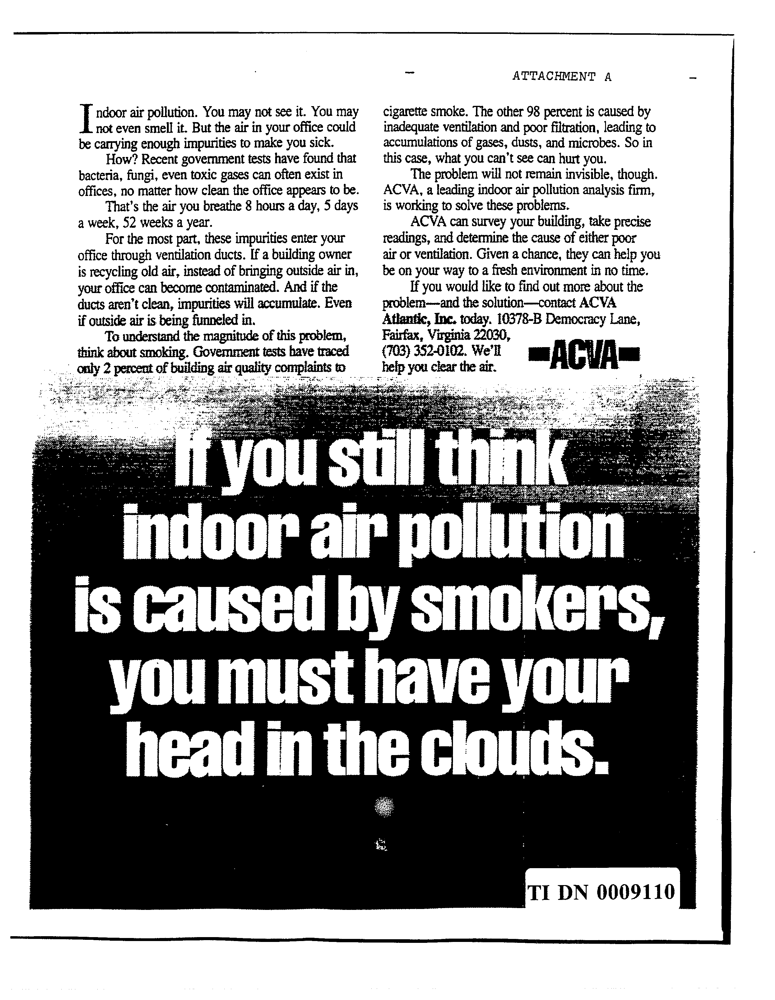 ATTACHMENT A
Indoor air pollution. You may not see it. You may
not even smell it. But the air in your office could
be carrying enough impurities to make you sick.
How? Recent government tests have found that
bacteria, fungi, even toxic gases can often exist in
offices, no matter how clean the office appears to be.
That's the air you breathe 8 hours a day, 5 days
a week, 52 weeks a year.
For the most part, these impurities enter your
office through ventilation ducts. If a building owner
is recycling old air, instead of bringing outside air in,
your office can become contaminated. And if the
ducts aren't clean, impurities will accumulate. Even
if outside air is being funneled in.
To understand the magnitude of this problem,
think about smoking. Government tests have traced
only 2 percent of building air quality complaints to
cigarette smoke. The other 98 percent is caused by
inadequate ventilation and poor filtration, leading to
accumulations of gases, dusts, and microbes. So in
this case, what you can't see can hurt you.
The problem will not remain invisible, though.
ACVA, a leading indoor air pollution analysis firm,
is working to solve these problems.
ACVA can survey your building, take precise
readings, and determine the cause of either poor
air or ventilation. Given a chance, they can help you
be on your way to a fresh environment in no time.
If you would like to find out more about the
problem—and the solution—contact ACVA
Atlantic, Inc. today. 10378-B Democracy Lane,
Fairfax, Virginia 22030,
(703) 352-0102. We'll
help you clear the air.
ACVA
If you still think
indoor air pollution
is caused by smokers,
you must have your
head in the clouds.
TI DN 0009110